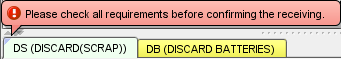 Please check all requirements before confirming the receiving.
DS (DISCARD(SCRAP)) DB (DISCARD BATTERIES)